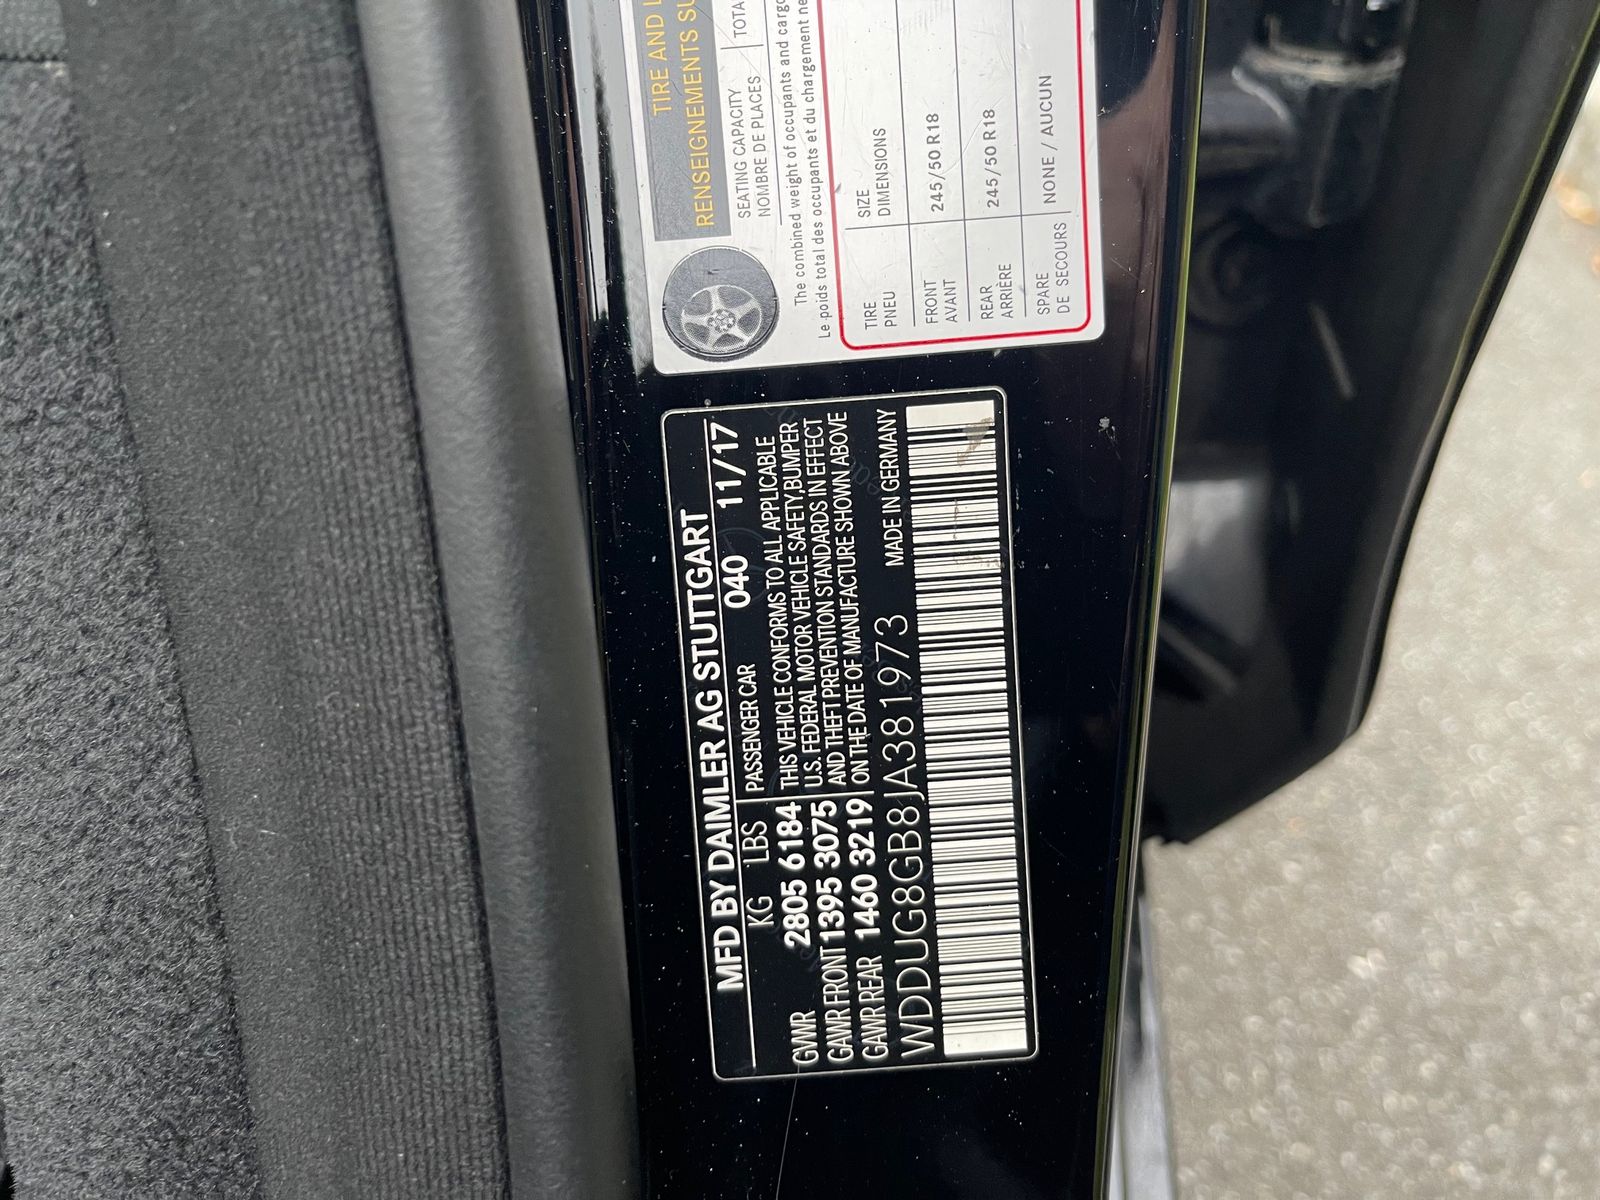 TIRE AND
RENSEIGNEMENTS
SEATING CAPACITY
NOMBRE DE PLACES
The combined weight of occupants and cargo
Le poids total des occupants et du chargement ne
TIRE SIZE
PNEU DIMENSIONS
FRONT 245/50 R18
AVANT
REAR 245/50 R18
ARRIÈRE
SPARE NONE / AUCUN
DE SECOURS
MFD BY DAIMLER AG STUTTGART
KG LBS PASSENGER CAR 040 11/17
GVWR 2805 6184 THIS VEHICLE CONFORMS TO ALL APPLICABLE
GAWR FRONT 1395 3075 U.S. FEDERAL MOTOR VEHICLE SAFETY,BUMPER
GAWR REAR 1460 3219 AND THEFT PREVENTION STANDARDS IN EFFECT
ON THE DATE OF MANUFACTURE SHOWN ABOVE
WDDUG8GB8JA381973 MADE IN GERMANY